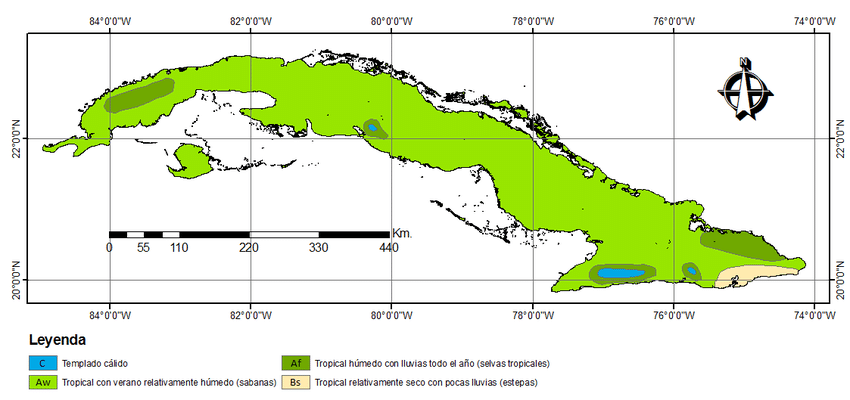 84°0'0"W 82°0'0"W 80°0'0"W 78°0'0"W 76°0'0"W 74°0'0"W
N
22°0'0"N 22°0'0"N
Km.
0 55 110 220 330 440
20°0'0"N 20°0'0"N
84°0'0"W 82°0'0"W 80°0'0"W 78°0'0"W 76°0'0"W 74°0'0"W
Leyenda
C Templado cálido
Af Tropical húmedo con lluvias todo el año (selvas tropicales)
Aw Tropical con verano relativamente húmedo (sabanas)
Bs Tropical relativamente seco con pocas lluvias (estepas)